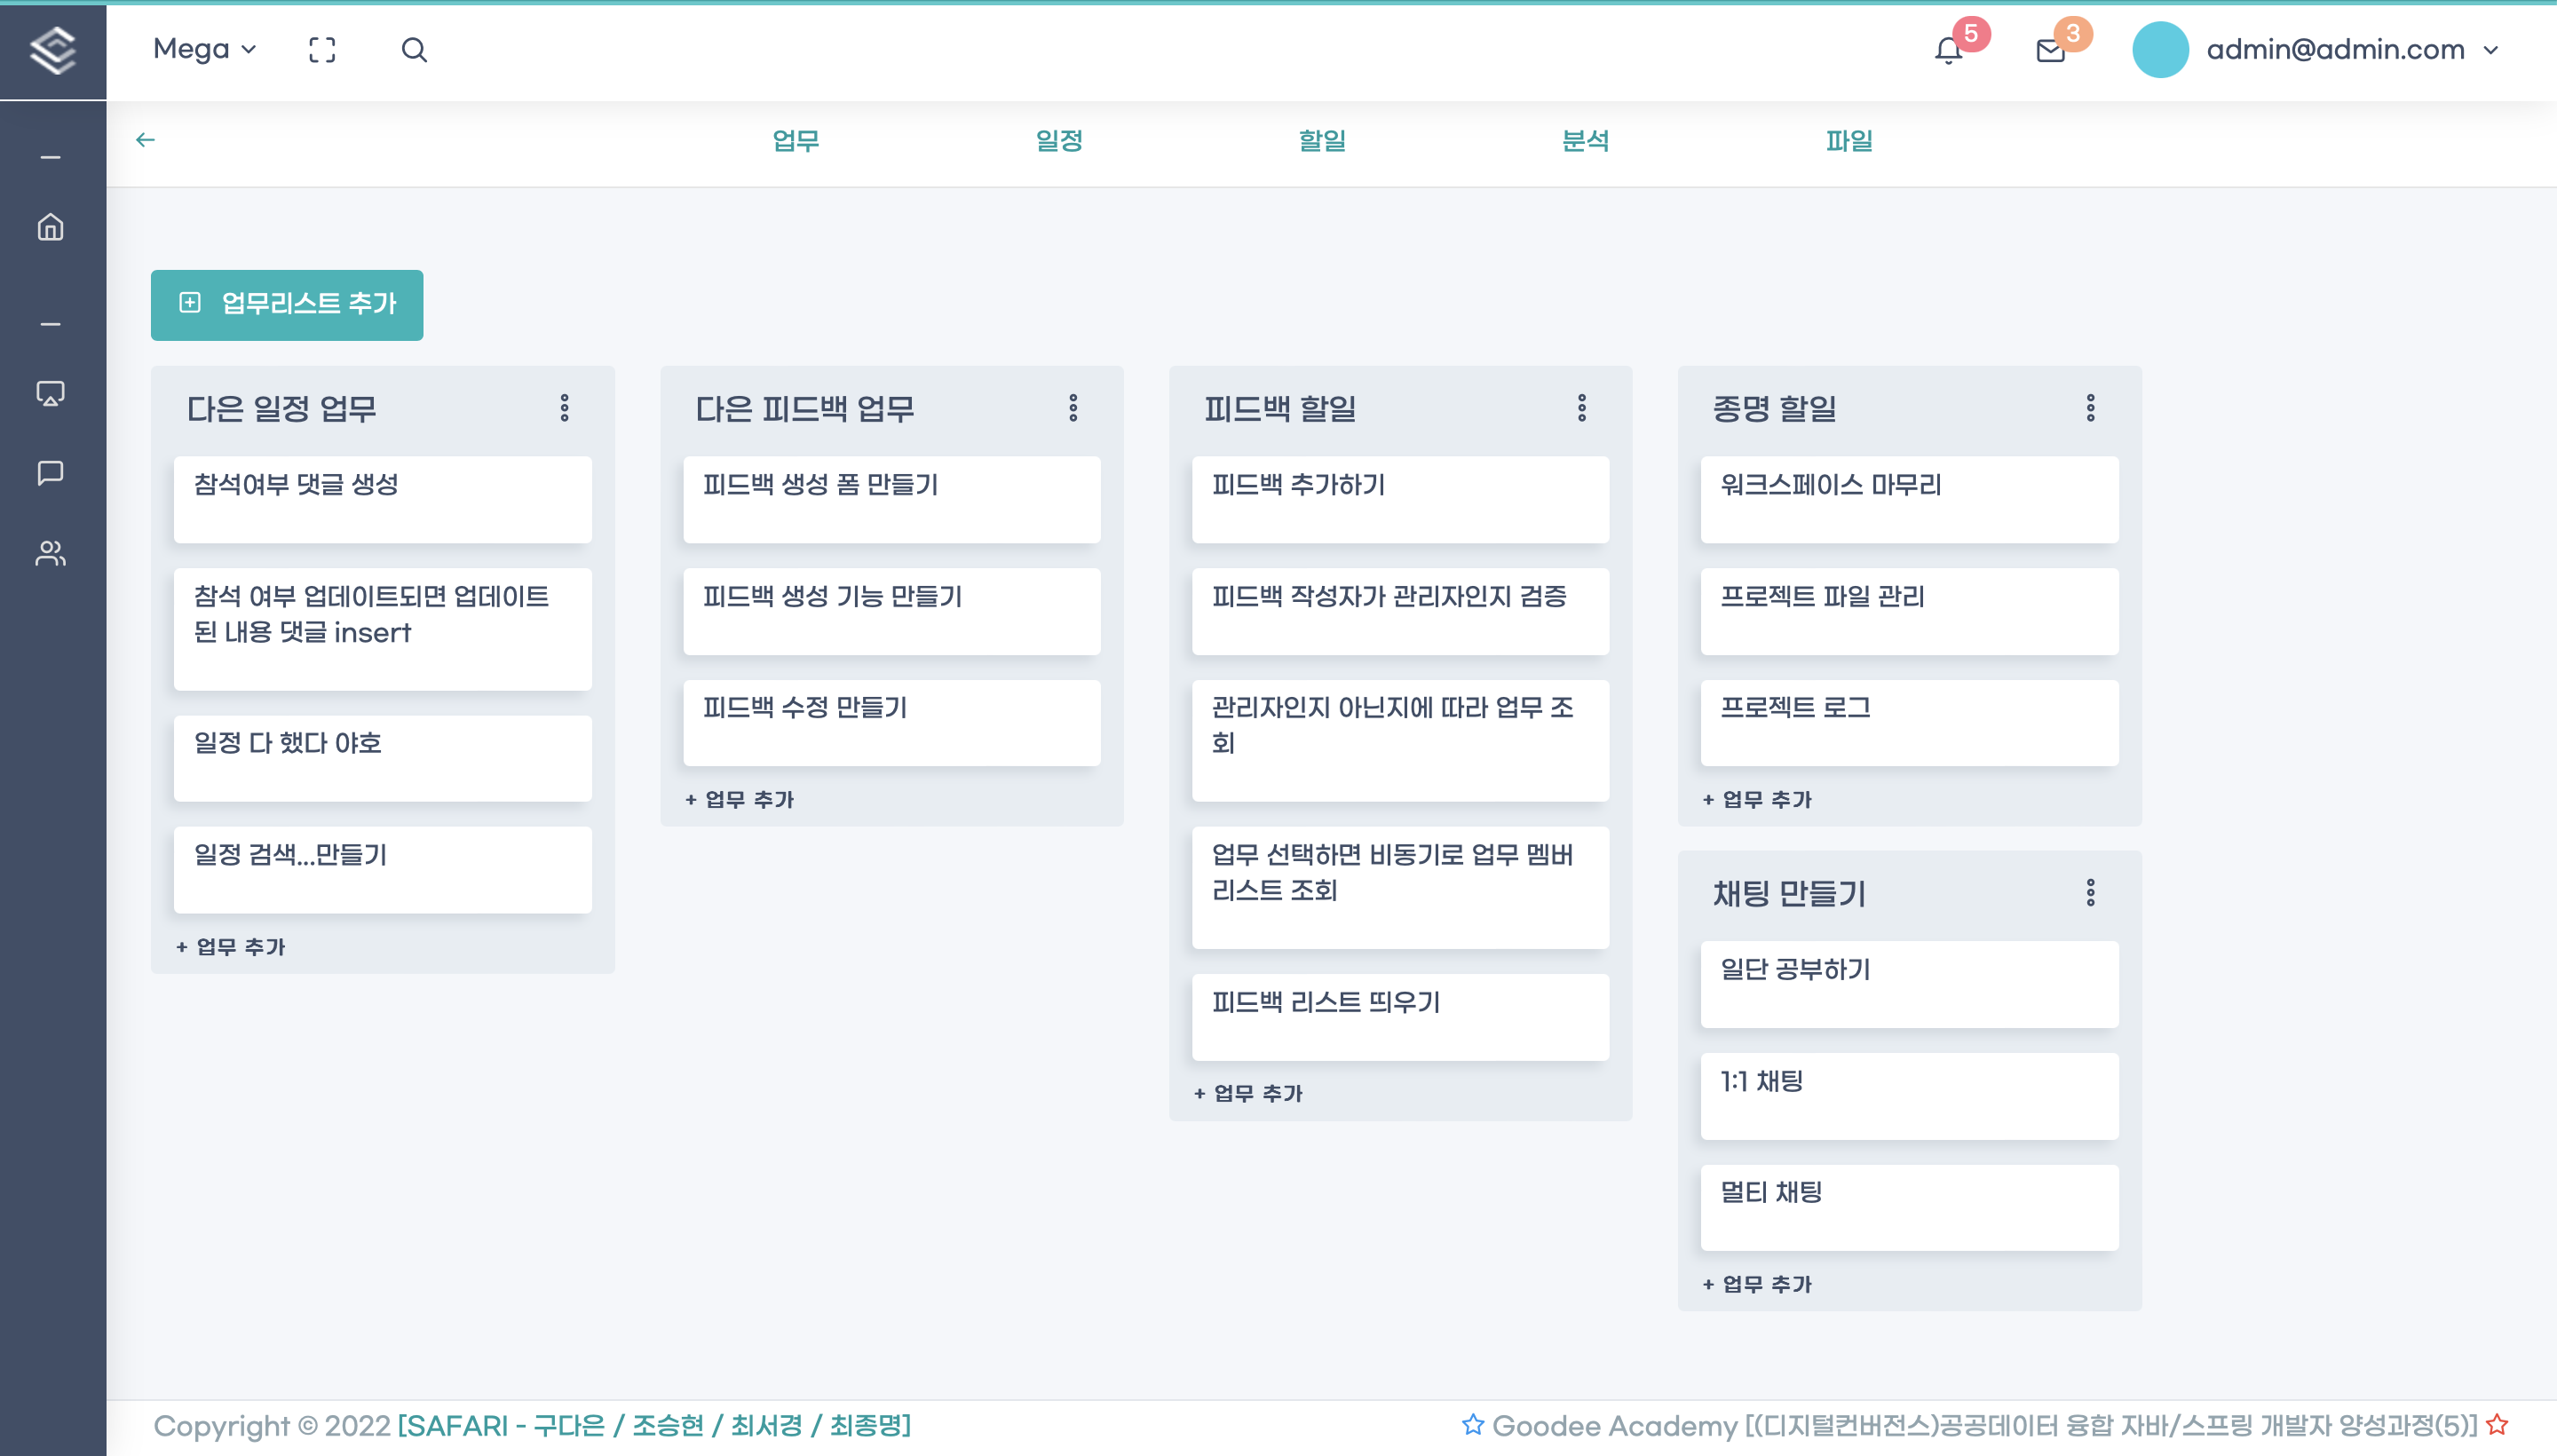 Mega
5
3
admin@admin.com
업무
일정
할일
분석
파일
업무리스트 추가
다은 일정 업무
참석여부 댓글 생성
참석 여부 업데이트되면 업데이트
된 내용 댓글 insert
일정 다 했다 야호
일정 검색...만들기
+ 업무 추가
다은 피드백 업무
피드백 생성 폼 만들기
피드백 생성 기능 만들기
피드백 수정 만들기
+ 업무 추가
피드백 할일
피드백 추가하기
피드백 작성자가 관리자인지 검증
관리자인지 아닌지에 따라 업무 조
회
업무 선택하면 비동기로 업무 멤버
리스트 조회
피드백 리스트 띄우기
+ 업무 추가
종명 할일
워크스페이스 마무리
프로젝트 파일 관리
프로젝트 로그
+ 업무 추가
채팅 만들기
일단 공부하기
1:1 채팅
멀티 채팅
+ 업무 추가
Copyright © 2022 [SAFARI - 구다은 / 조승현 / 최서경 / 최종명]
Goodee Academy [(디지털컨버전스)공공데이터 융합 자바/스프링 개발자 양성과정(5)]